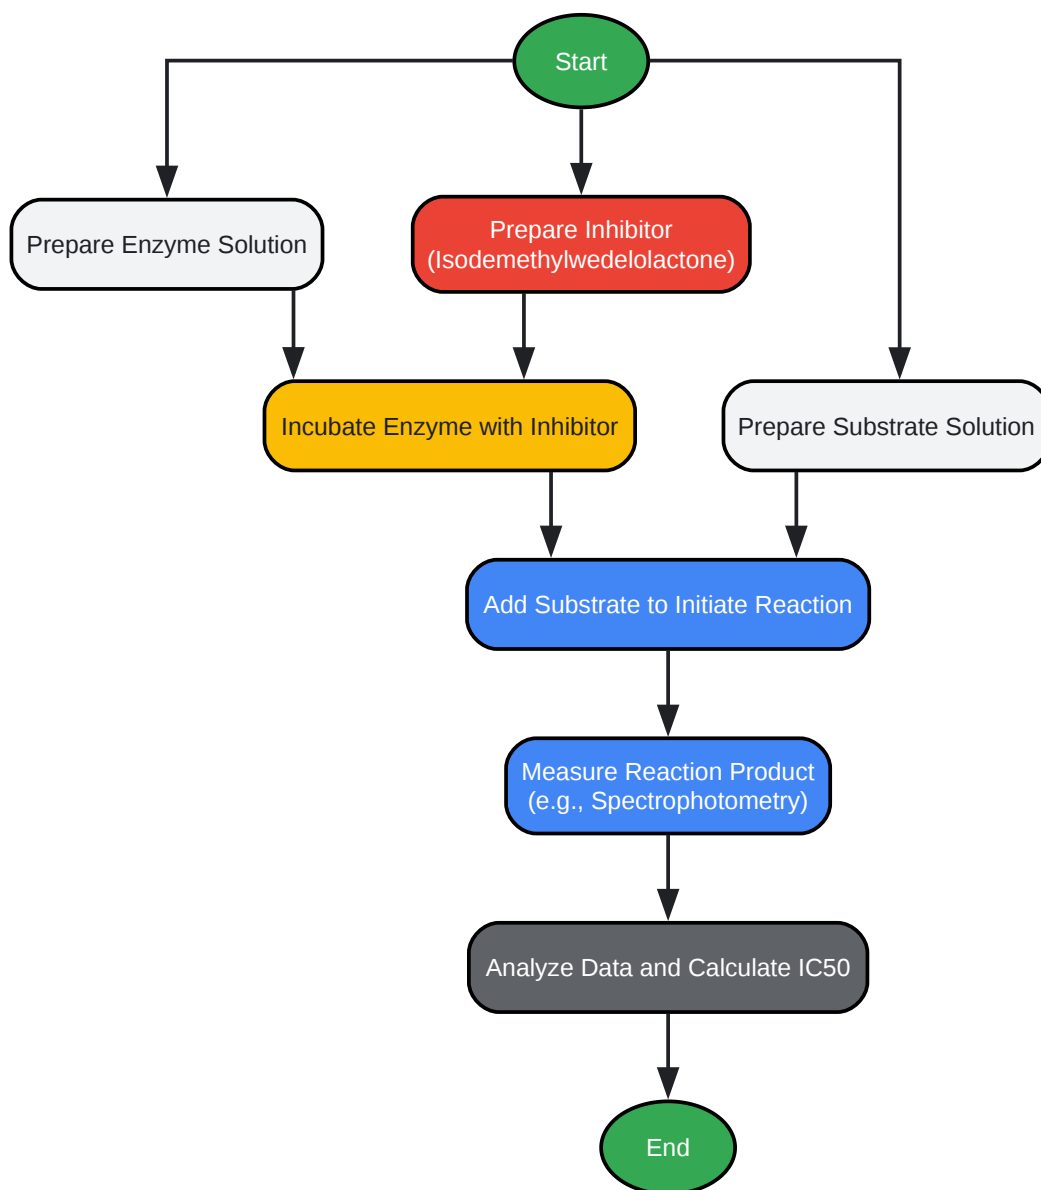 Start
Prepare Enzyme Solution
Prepare Inhibitor
(Isodemethylwedelolactone)
Incubate Enzyme with Inhibitor
Prepare Substrate Solution
Add Substrate to Initiate Reaction
Measure Reaction Product
(e.g., Spectrophotometry)
Analyze Data and Calculate IC50
End